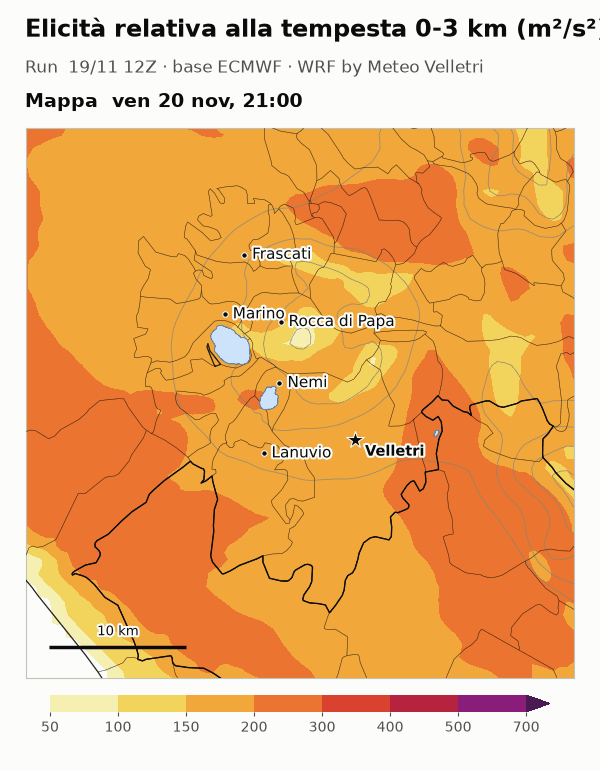 Elicità relativa alla tempesta 0-3 km (m²/s²)
Run  19/11 12Z · base ECMWF · WRF by Meteo Velletri
Mappa  ven 20 nov, 21:00
Frascati
Marino
Rocca di Papa
Nemi
Velletri
Lanuvio
10 km
50 100 150 200 300 400 500 700